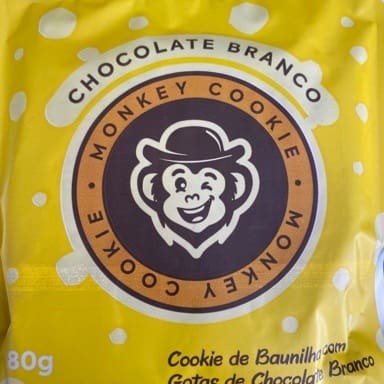 CHOCOLATE BRANCO
MONKEY COOKIE • MONKEY COOKIE •
80g
Cookie de Baunilha com
Gotas de Chocolate Branco